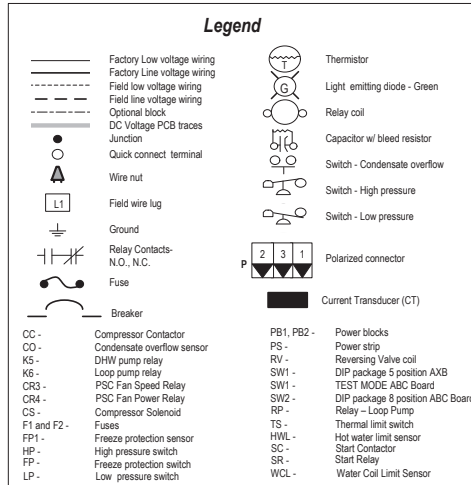 Legend
Factory Low voltage wiring
Factory Line voltage wiring
Field low voltage wiring
Field line voltage wiring
Optional block
DC Voltage PCB traces
Junction
Quick connect terminal
Wire nut
L1
Field wire lug
Ground
Relay Contacts-
N.O., N.C.
Fuse
Breaker
T
Thermistor
G
Light emitting diode - Green
Relay coil
Capacitor w/ bleed resistor
Switch - Condensate overflow
Switch - High pressure
Switch - Low pressure
P
2 3 1
Polarized connector
Current Transducer (CT)
CC - Compressor Contactor
CO - Condensate overflow sensor
K5 - DHW pump relay
K6 - Loop pump relay
CR3 - PSC Fan Speed Relay
CR4 - PSC Fan Power Relay
CS - Compressor Solenoid
F1 and F2 - Fuses
FP1 - Freeze protection sensor
HP - High pressure switch
FP - Freeze protection switch
LP - Low pressure switch
PB1, PB2 - Power blocks
PS - Power strip
RV - Reversing Valve coil
SW1 - DIP package 5 position AXB
SW1 - TEST MODE ABC Board
SW2 - DIP package 8 position ABC Board
RP - Relay – Loop Pump
TS - Thermal limit switch
HWL - Hot water limit sensor
SC - Start Contactor
SR - Start Relay
WCL - Water Coil Limit Sensor